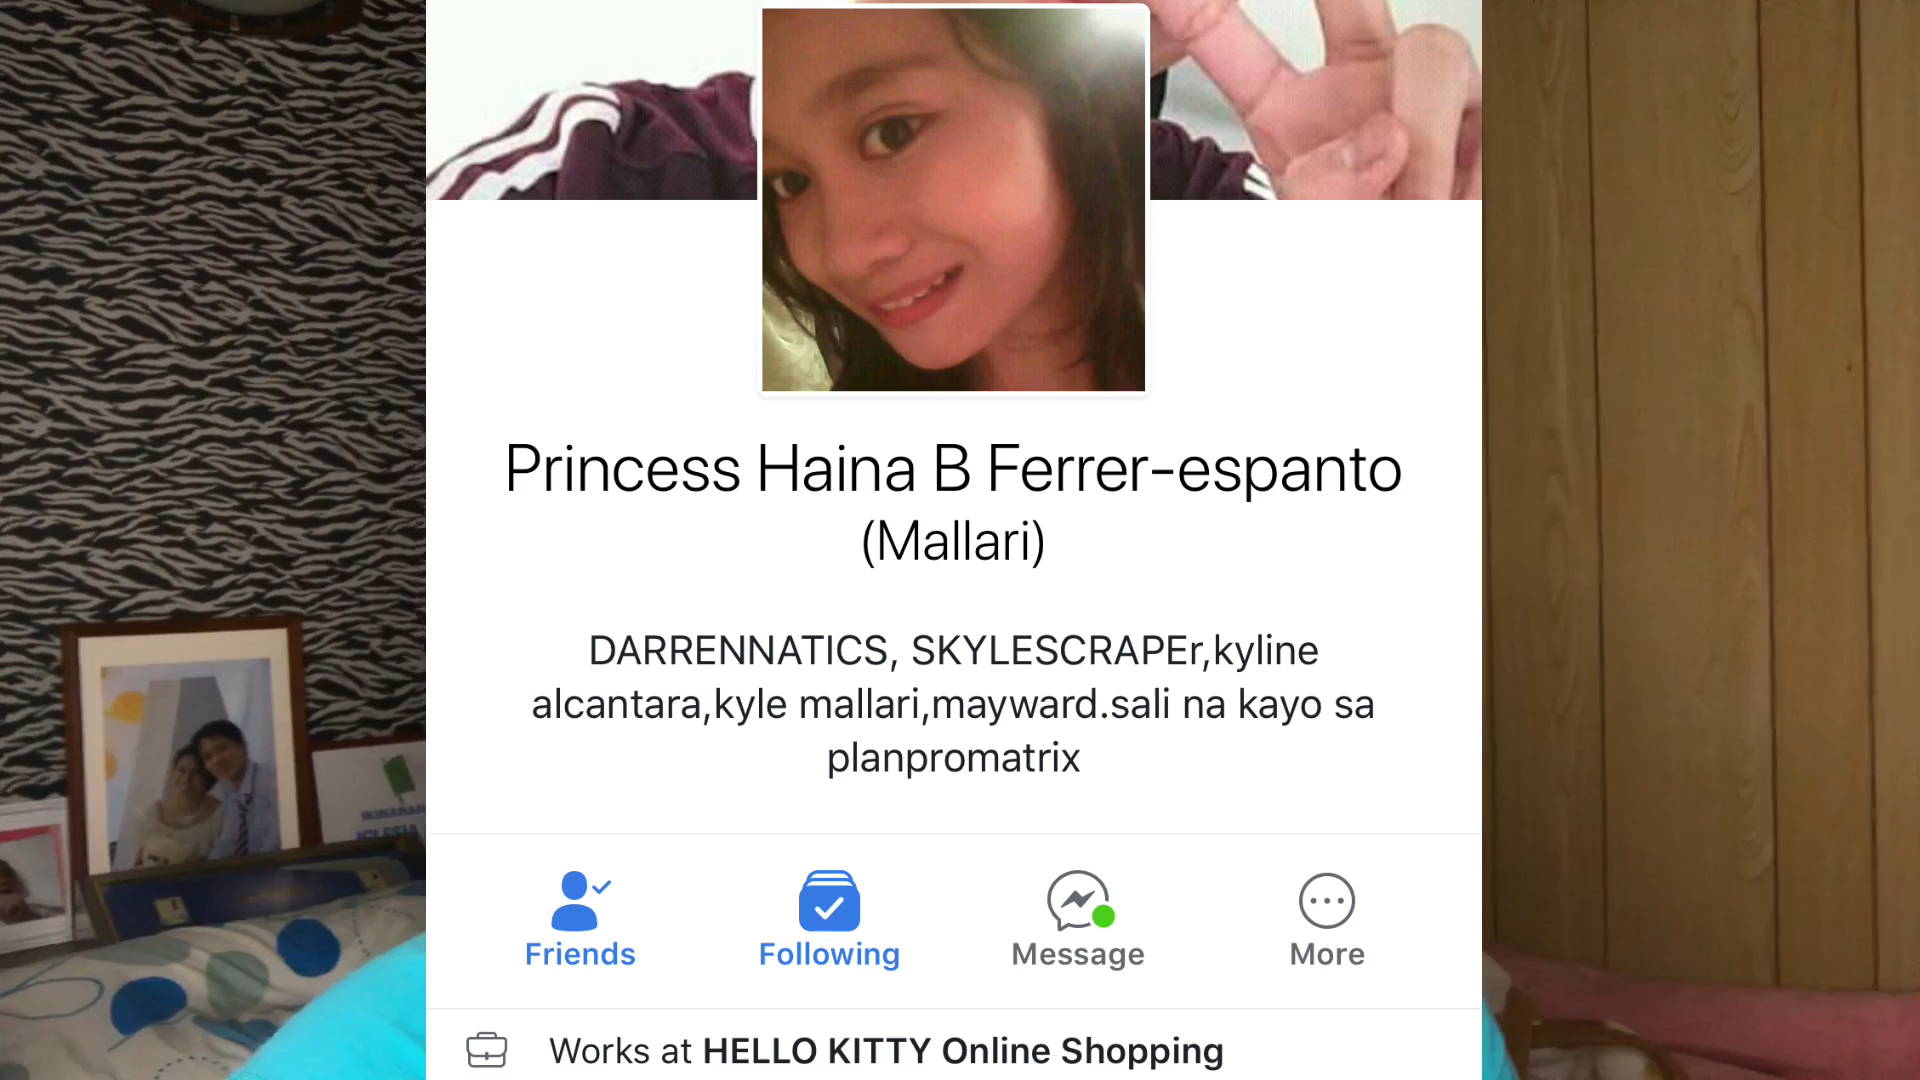 Princess Haina B Ferrer-espanto
(Mallari)
DARRENNATICS, SKYLESCRAPEr,kyline
alcantara,kyle mallari,mayward.sali na kayo sa
planpromatrix
Friends
Following
Message
More
Works at HELLO KITTY Online Shopping